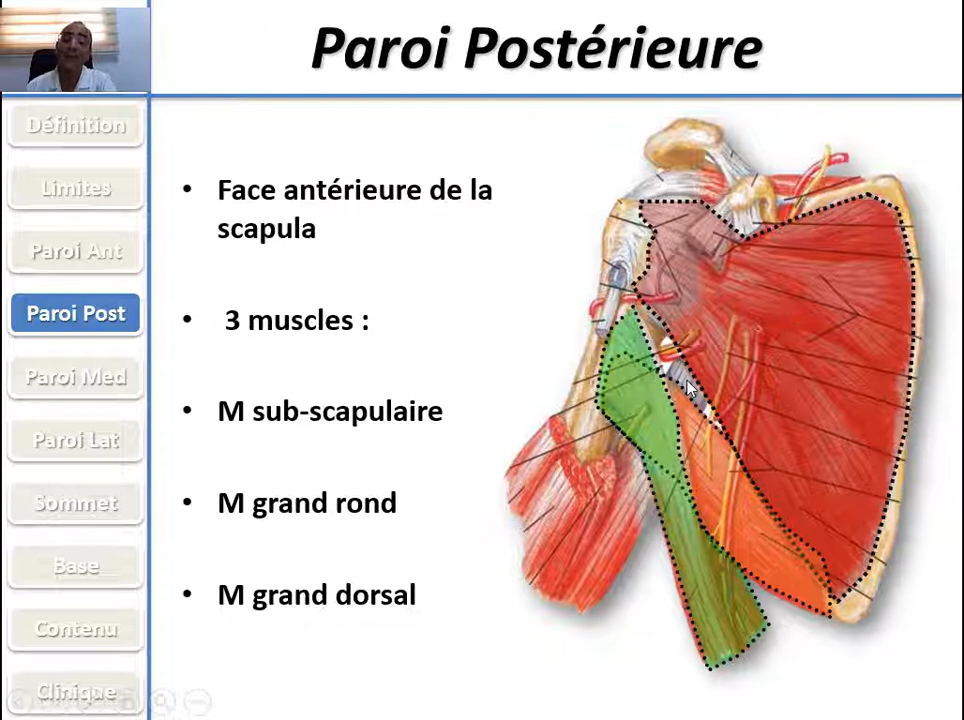 Paroi Postérieure
Définition
Limites
Paroi Ant
Paroi Post
Paroi Med
Paroi Lat
Sommet
Base
Contenu
Clinique
• Face antérieure de la
scapula
• 3 muscles :
• M sub-scapulaire
• M grand rond
• M grand dorsal